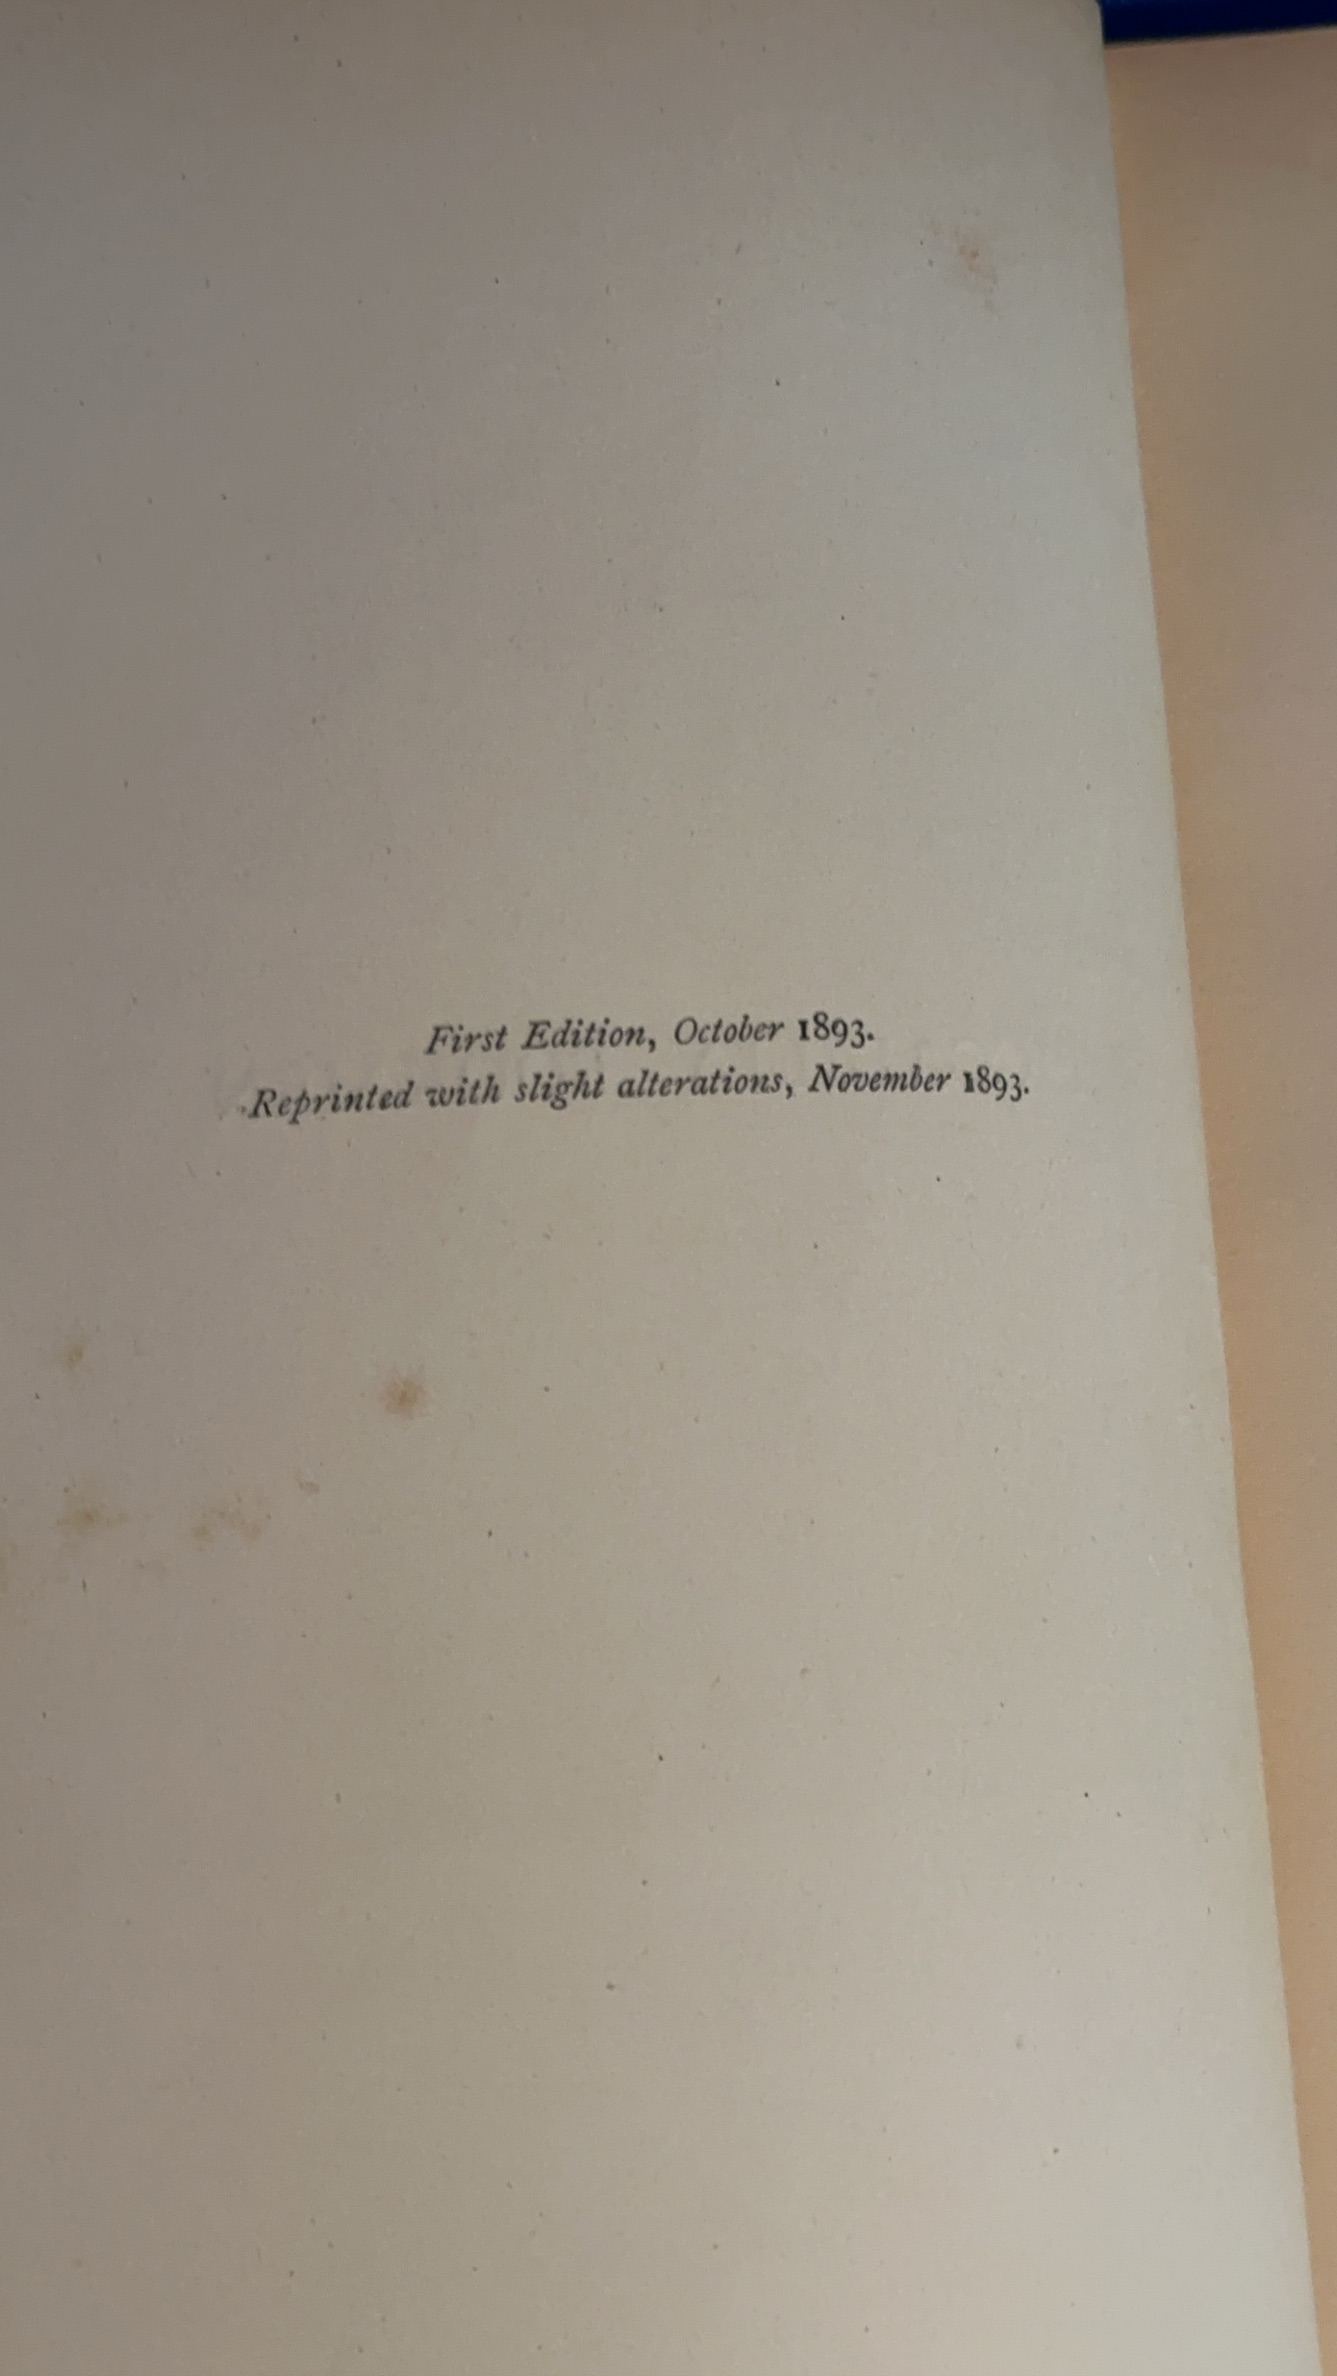 First Edition, October 1893.
Reprinted with slight alterations, November 1893.